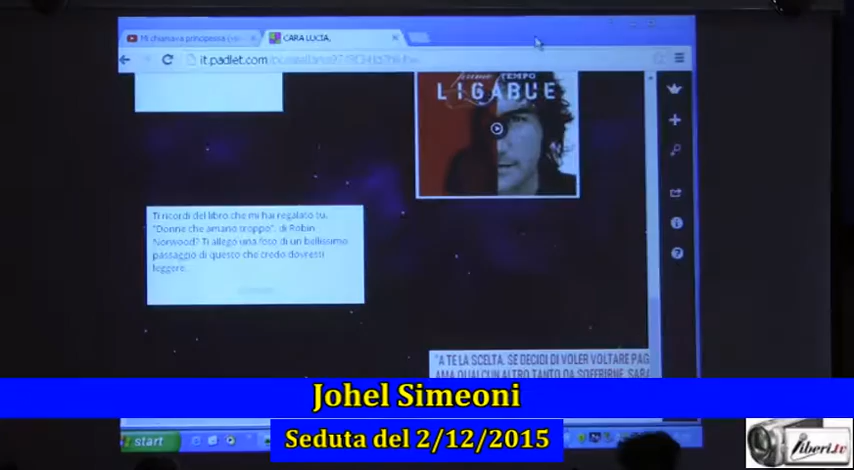 Mi chiamava principessa
CARA LUCIA,
it.padlet.com
TEMPO
LIGABUE
Ti ricordi del libro che mi hai regalato tu,
"Donne che amano troppo", di Robin
Norwood? Ti allego una foto di un bellissimo
passaggio di questo che credo dovresti
leggere...
"A TE LA SCELTA. SE DECIDI DI VOLER VOLTARE PAG
AMA QUALCUN ALTRO TANTO DA SOFFRIRNE, SARA
Johel Simeoni
start
Seduta del 2/12/2015
liberi.tv